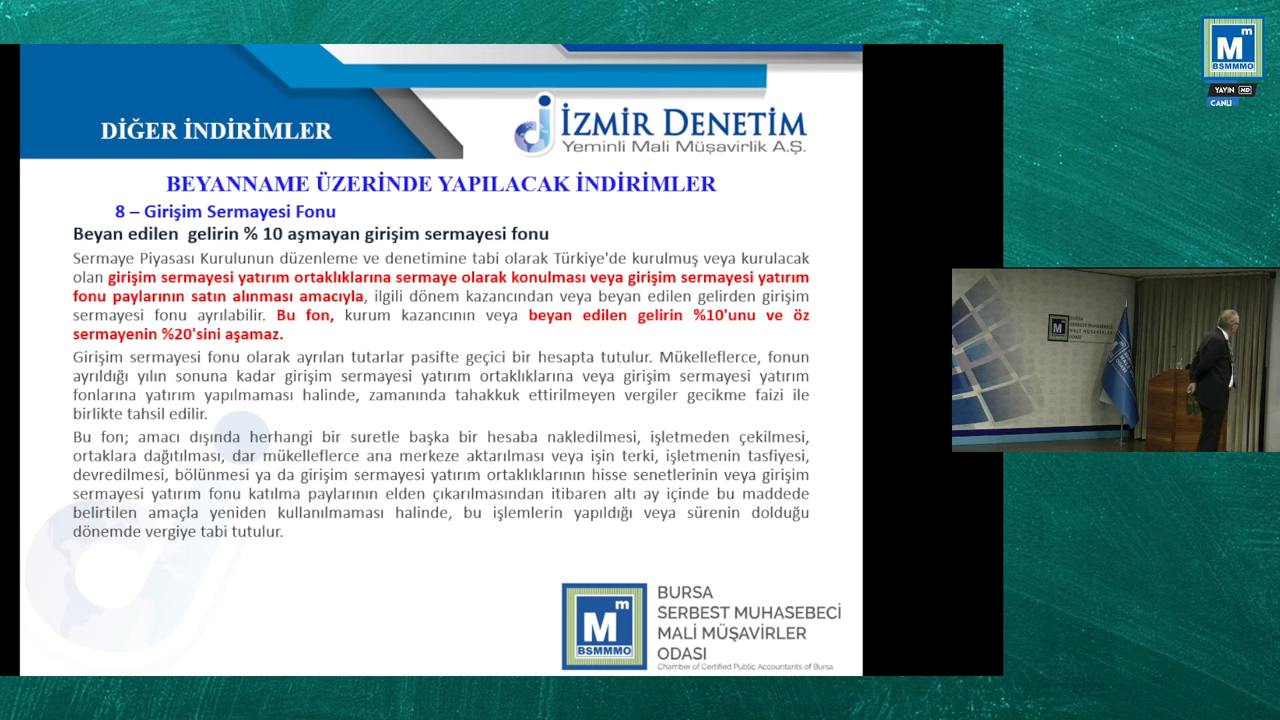 DİĞER İNDİRİMLER
İZMİR DENETİM
Yeminli Mali Müşavirlik A.Ş.
BEYANNAME ÜZERİNDE YAPILACAK İNDİRİMLER
8 – Girişim Sermayesi Fonu
Beyan edilen gelirin % 10 aşmayan girişim sermayesi fonu
Sermaye Piyasası Kurulunun düzenleme ve denetimine tabi olarak Türkiye'de kurulmuş veya kurulacak
olan girişim sermayesi yatırım ortaklıklarına sermaye olarak konulması veya girişim sermayesi yatırım
fonu paylarının satın alınması amacıyla, ilgili dönem kazancından veya beyan edilen gelirden girişim
sermayesi fonu ayrılabilir. Bu fon, kurum kazancının veya beyan edilen gelirin %10'unu ve öz
sermayenin %20'sini aşamaz.
Girişim sermayesi fonu olarak ayrılan tutarlar pasifte geçici bir hesapta tutulur. Mükelleflerce, fonun
ayrıldığı yılın sonuna kadar girişim sermayesi yatırım ortaklıklarına veya girişim sermayesi yatırım
fonlarına yatırım yapılmaması halinde, zamanında tahakkuk ettirilmeyen vergiler gecikme faizi ile
birlikte tahsil edilir.
Bu fon; amacı dışında herhangi bir suretle başka bir hesaba nakledilmesi, işletmeden çekilmesi,
ortaklara dağıtılması, dar mükelleflerce ana merkeze aktarılması veya işin terki, işletmenin tasfiyesi,
devredilmesi, bölünmesi ya da girişim sermayesi yatırım ortaklıklarının hisse senetlerinin veya girişim
sermayesi yatırım fonu katılma paylarının elden çıkarılmasından itibaren altı ay içinde bu maddede
belirtilen amaçla yeniden kullanılmaması halinde, bu işlemlerin yapıldığı veya sürenin dolduğu
dönemde vergiye tabi tutulur.
Mm
BSMMMO
BURSA
SERBEST MUHASEBECİ
MALİ MÜŞAVİRLER
ODASI
Chamber of Certified Public Accountants of Bursa
Mm
BSMMMO
YAYIN HD
CANLI
BURSA
SERBEST MUHASEBECİ
MALİ MÜŞAVİRLER
ODASI